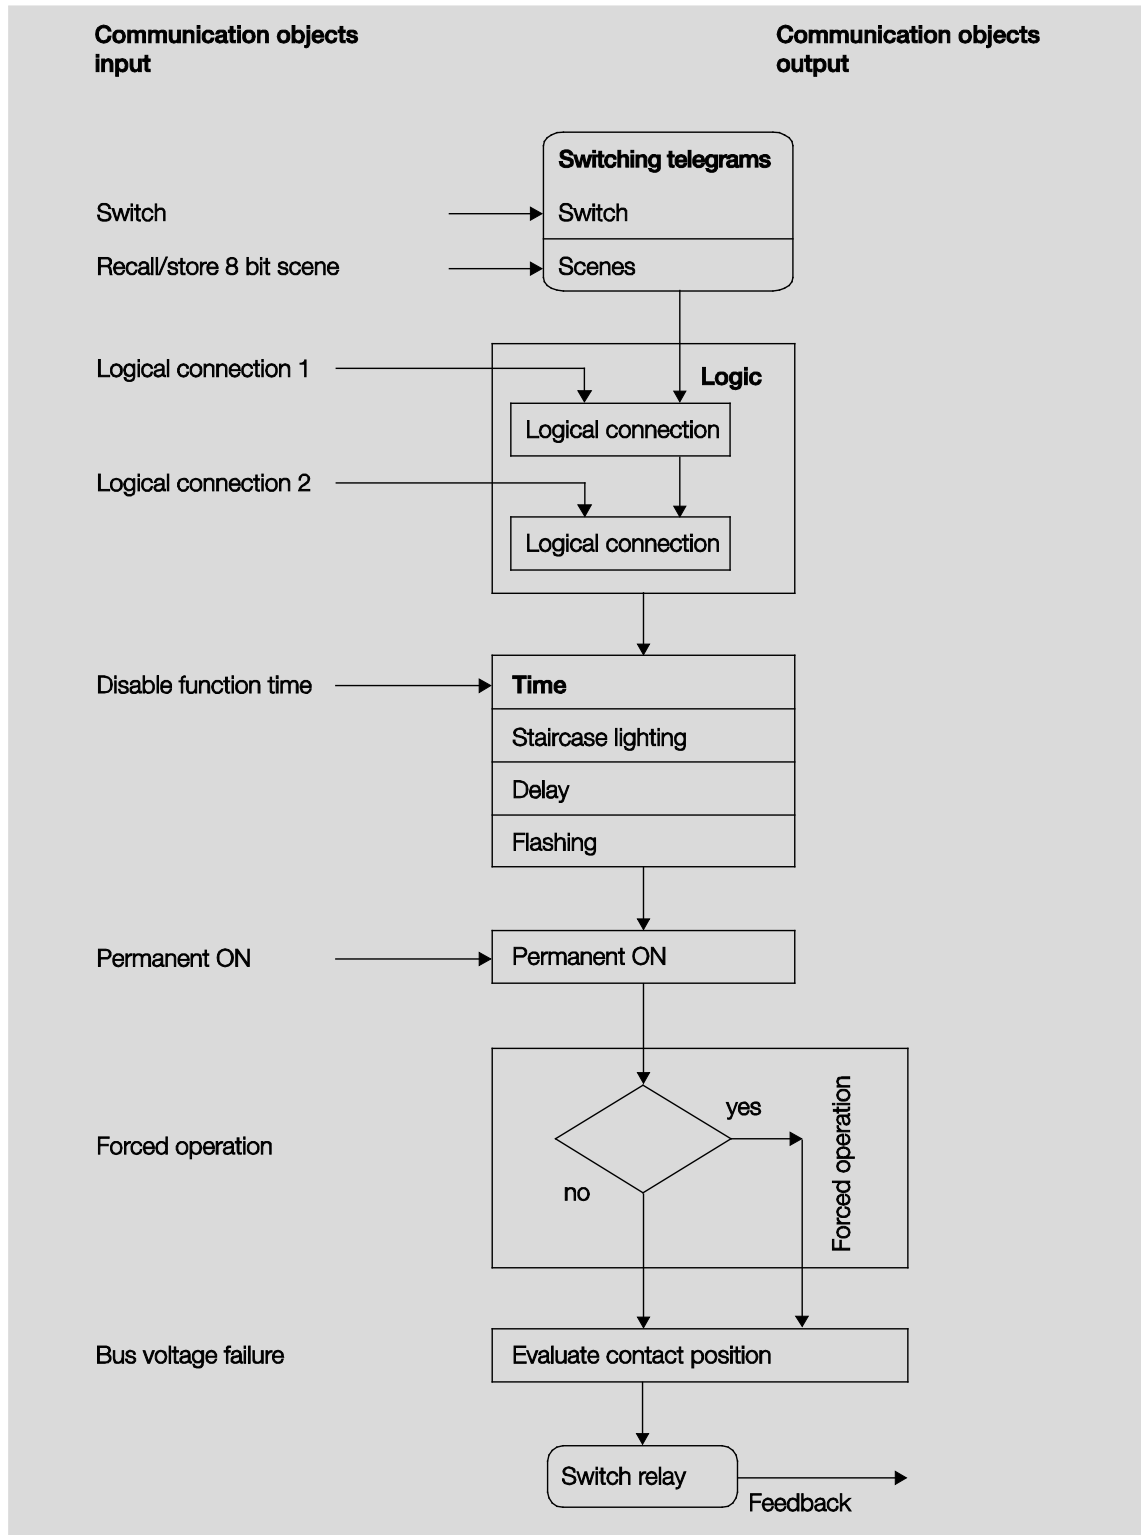 Communication objects
input
Communication objects
output
Switching telegrams
Switch
Switch
Recall/store 8 bit scene
Scenes
Logical connection 1
Logic
Logical connection
Logical connection 2
Logical connection
Disable function time
Time
Staircase lighting
Delay
Flashing
Permanent ON
Permanent ON
yes
Forced operation
Forced operation
no
Bus voltage failure
Evaluate contact position
Switch relay
Feedback